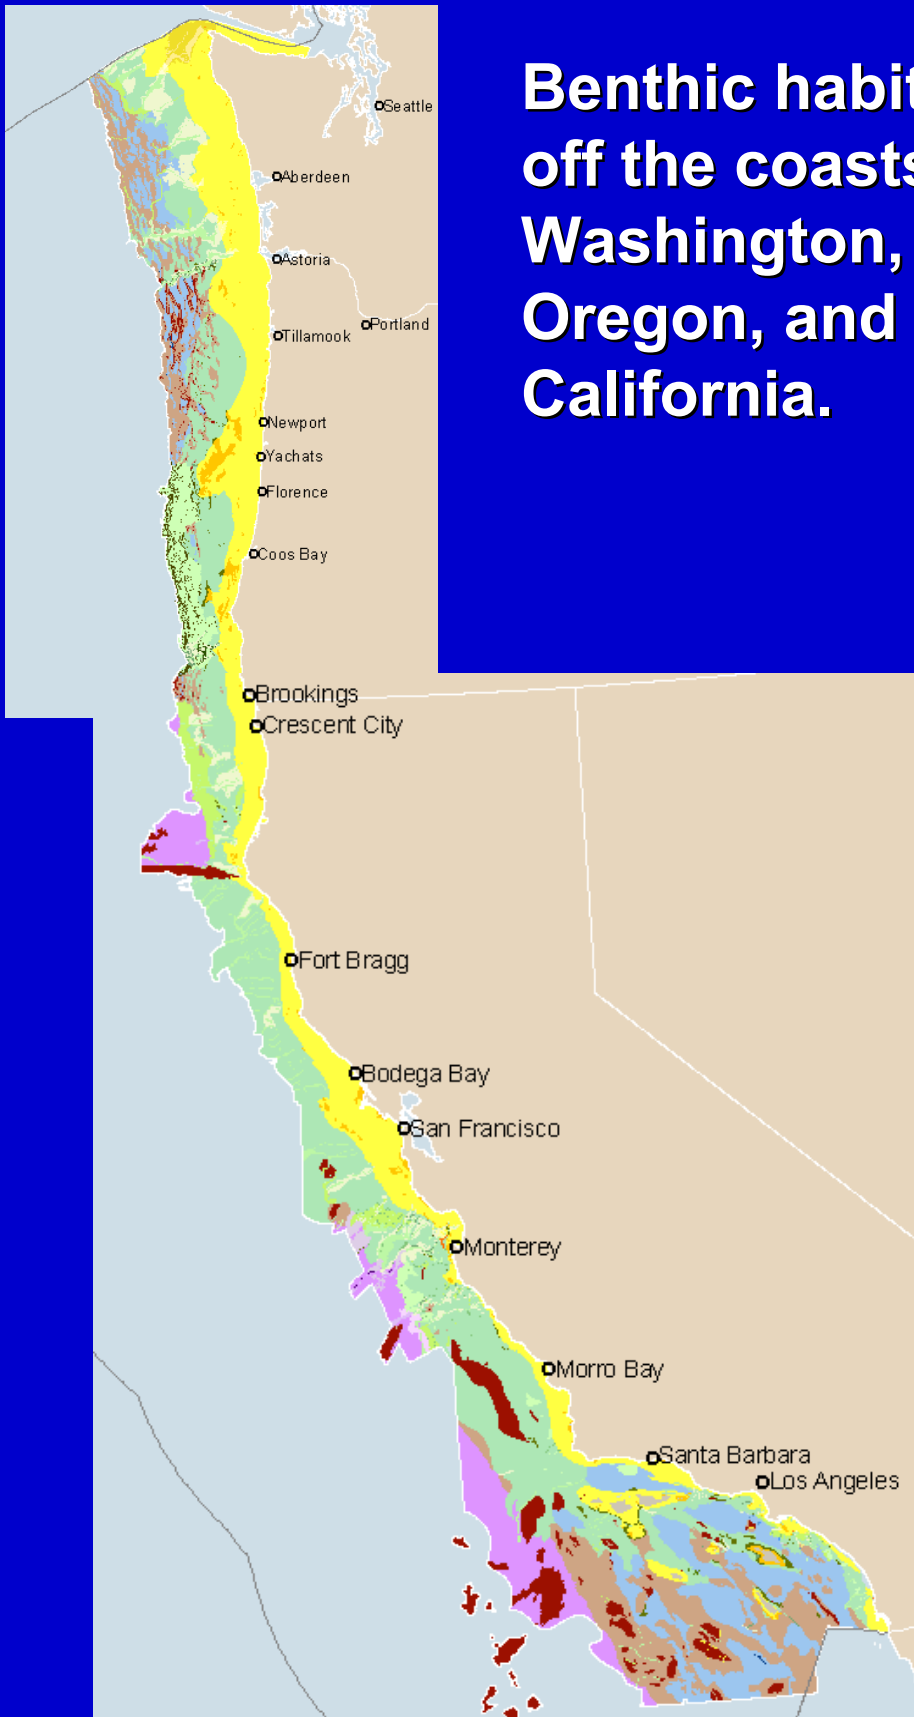 Benthic habit
off the coasts
Washington,
Oregon, and
California.
Seattle
Aberdeen
Astoria
Portland
Tillamook
Newport
Yachats
Florence
Coos Bay
Brookings
Crescent City
Fort Bragg
Bodega Bay
San Francisco
Monterey
Morro Bay
Santa Barbara
Los Angeles